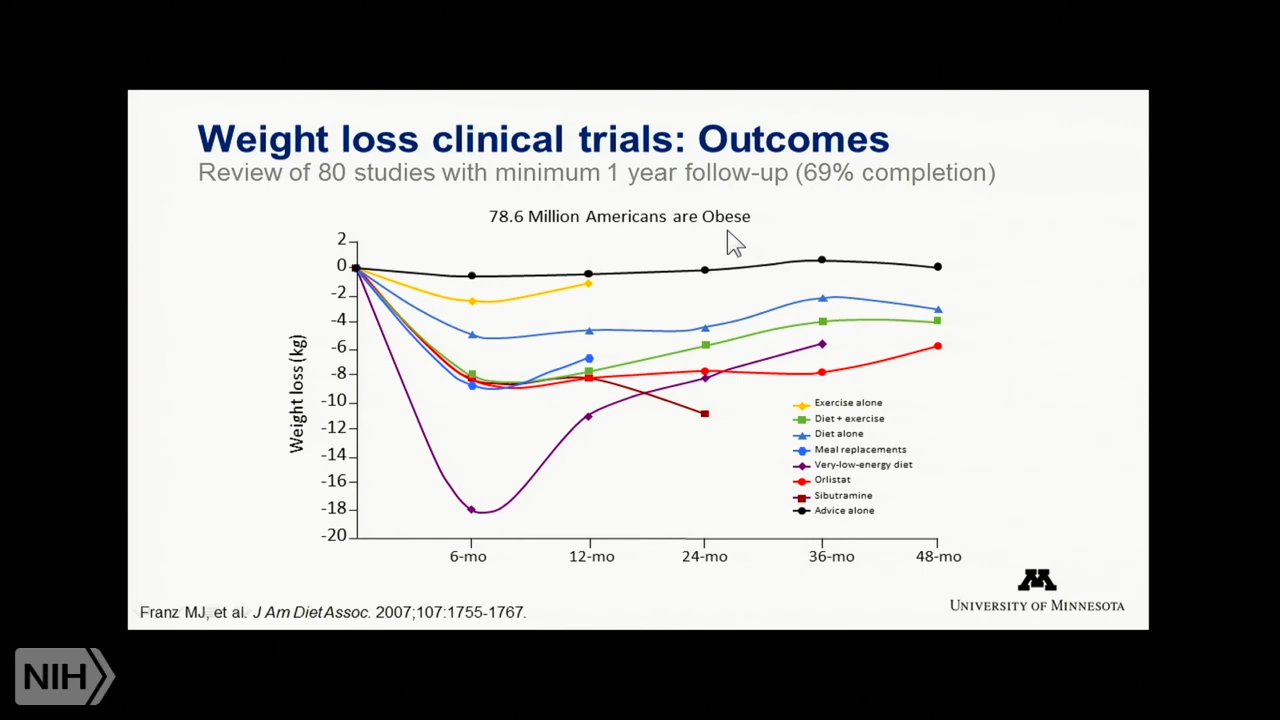 Weight loss clinical trials: Outcomes
Review of 80 studies with minimum 1 year follow-up (69% completion)
78.6 Million Americans are Obese
2
0
-2
-4
-6
-8
-10
-12
-14
-16
-18
-20
Weight loss (kg)
6-mo 12-mo 24-mo 36-mo 48-mo
Exercise alone
Diet + exercise
Diet alone
Meal replacements
Very-low-energy diet
Orlistat
Sibutramine
Advice alone
Franz MJ, et al. J Am Diet Assoc. 2007;107:1755-1767.
M
UNIVERSITY OF MINNESOTA
NIH